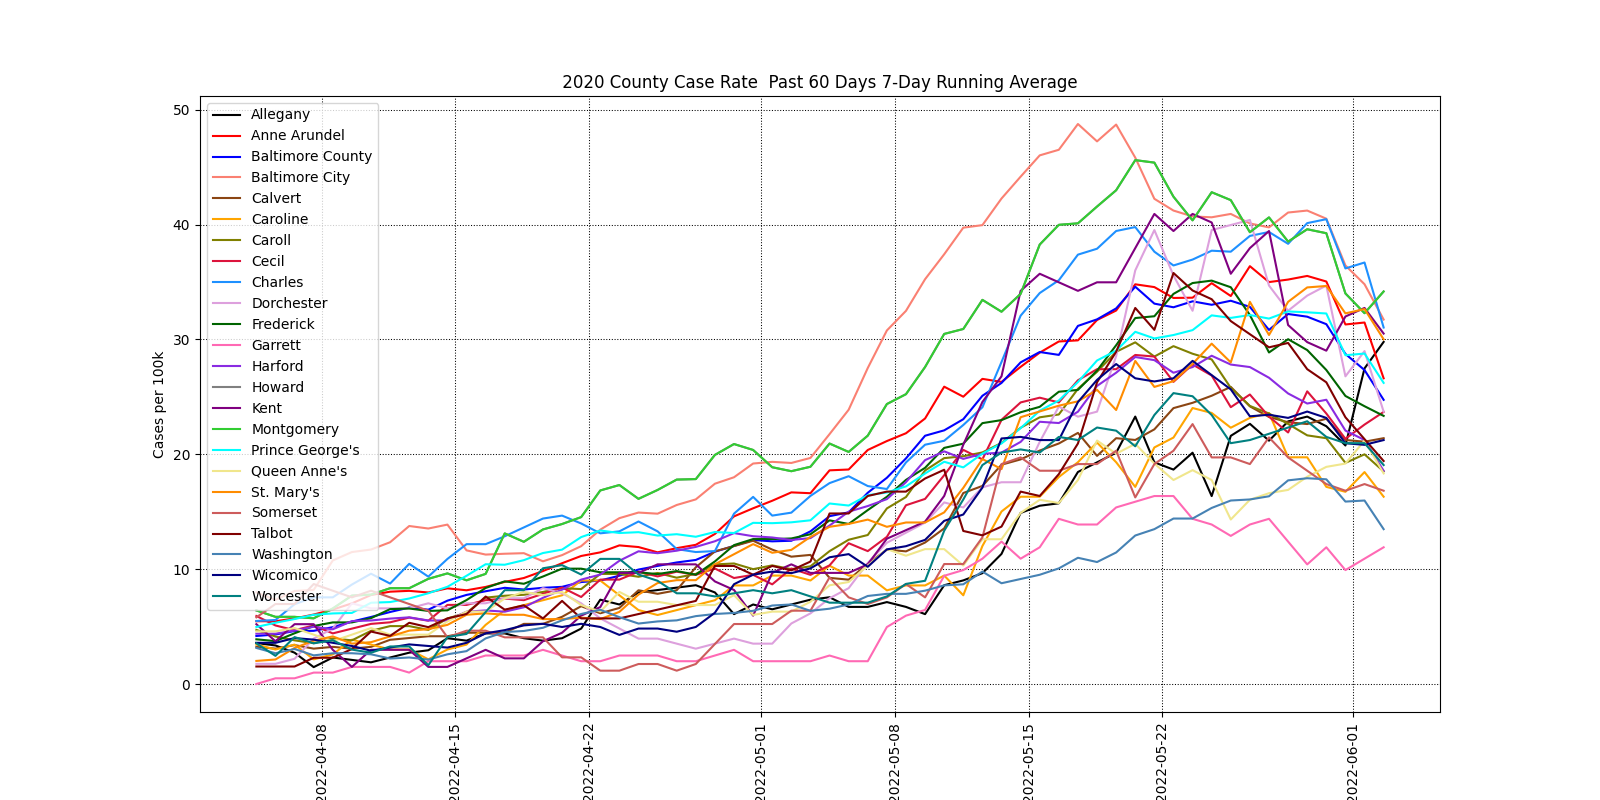 2020 County Case Rate  Past 60 Days 7-Day Running Average
Cases per 100k
50
40
30
20
10
0
Allegany
Anne Arundel
Baltimore County
Baltimore City
Calvert
Caroline
Caroll
Cecil
Charles
Dorchester
Frederick
Garrett
Harford
Howard
Kent
Montgomery
Prince George's
Queen Anne's
St. Mary's
Somerset
Talbot
Washington
Wicomico
Worcester
2022-04-08
2022-04-15
2022-04-22
2022-05-01
2022-05-08
2022-05-15
2022-05-22
2022-06-01